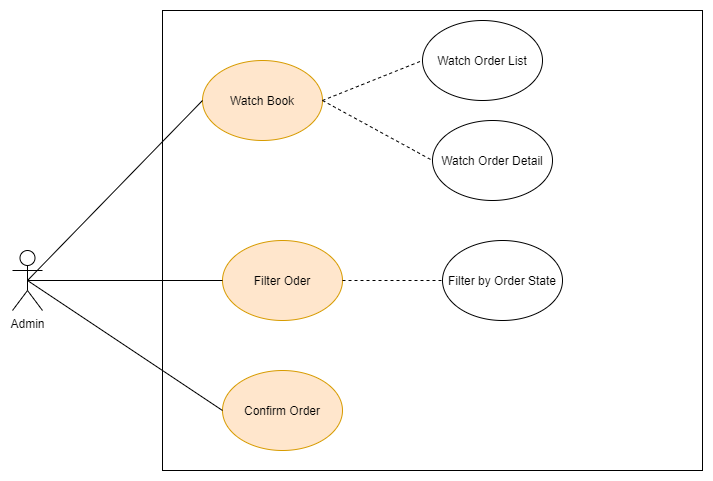 Watch Order List
Watch Book
Watch Order Detail
Filter Oder
Filter by Order State
Admin
Confirm Order